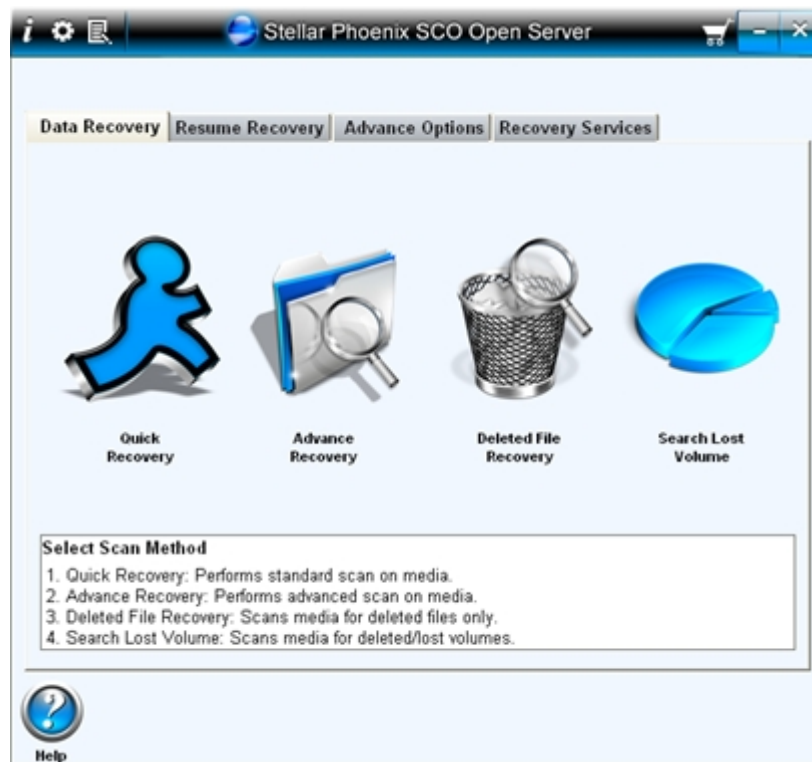 Stellar Phoenix SCO Open Server
Data Recovery Resume Recovery Advance Options Recovery Services
Quick
Recovery
Advance
Recovery
Deleted File
Recovery
Search Lost
Volume
Select Scan Method
1. Quick Recovery: Performs standard scan on media.
2. Advance Recovery: Performs advanced scan on media.
3. Deleted File Recovery: Scans media for deleted files only.
4. Search Lost Volume: Scans media for deleted/lost volumes.
Help